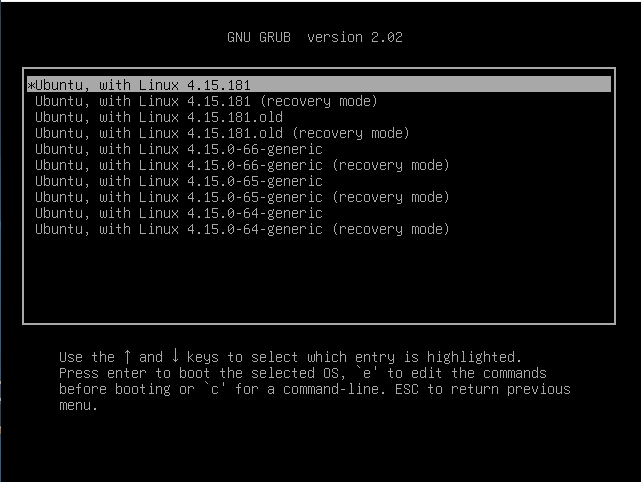 GNU GRUB  version 2.02
*Ubuntu, with Linux 4.15.181
Ubuntu, with Linux 4.15.181 (recovery mode)
Ubuntu, with Linux 4.15.181.old
Ubuntu, with Linux 4.15.181.old (recovery mode)
Ubuntu, with Linux 4.15.0-66-generic
Ubuntu, with Linux 4.15.0-66-generic (recovery mode)
Ubuntu, with Linux 4.15.0-65-generic
Ubuntu, with Linux 4.15.0-65-generic (recovery mode)
Ubuntu, with Linux 4.15.0-64-generic
Ubuntu, with Linux 4.15.0-64-generic (recovery mode)
Use the ↑ and ↓ keys to select which entry is highlighted.
Press enter to boot the selected OS, `e' to edit the commands
before booting or `c' for a command-line. ESC to return previous
menu.